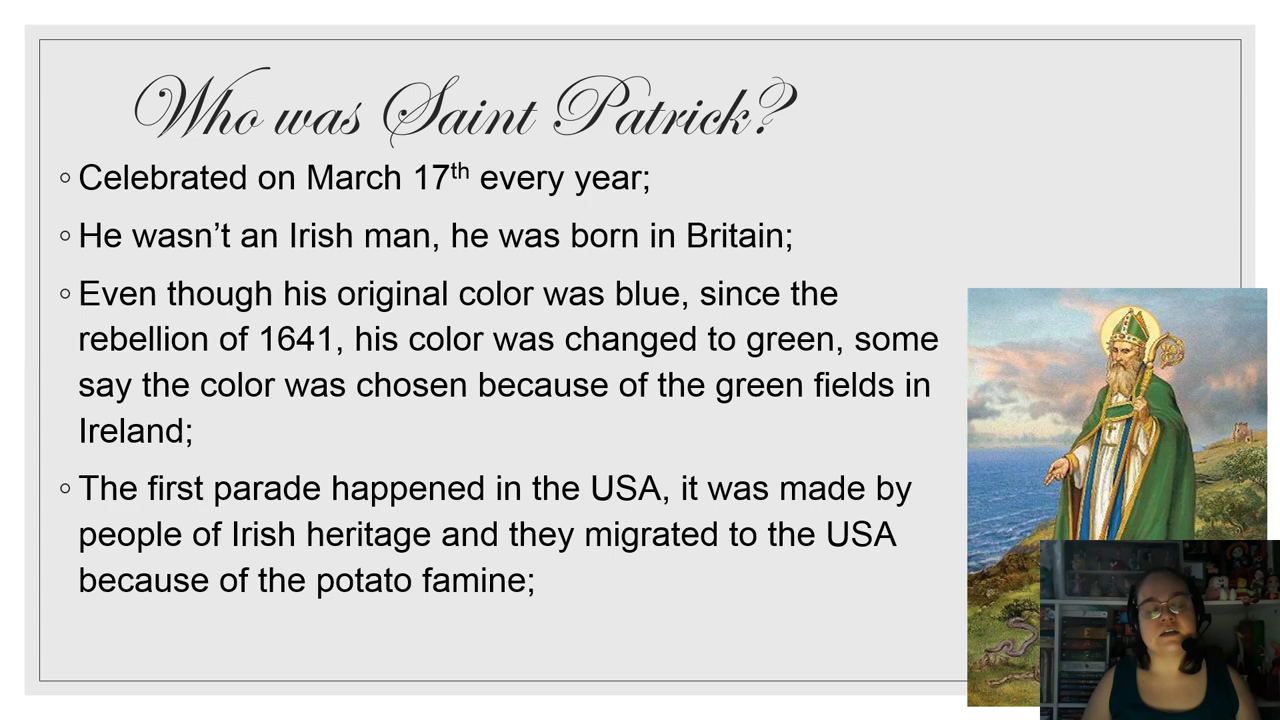 Who was Saint Patrick?
◦ Celebrated on March 17th every year;
◦ He wasn’t an Irish man, he was born in Britain;
◦ Even though his original color was blue, since the
rebellion of 1641, his color was changed to green, some
say the color was chosen because of the green fields in
Ireland;
◦ The first parade happened in the USA, it was made by
people of Irish heritage and they migrated to the USA
because of the potato famine;